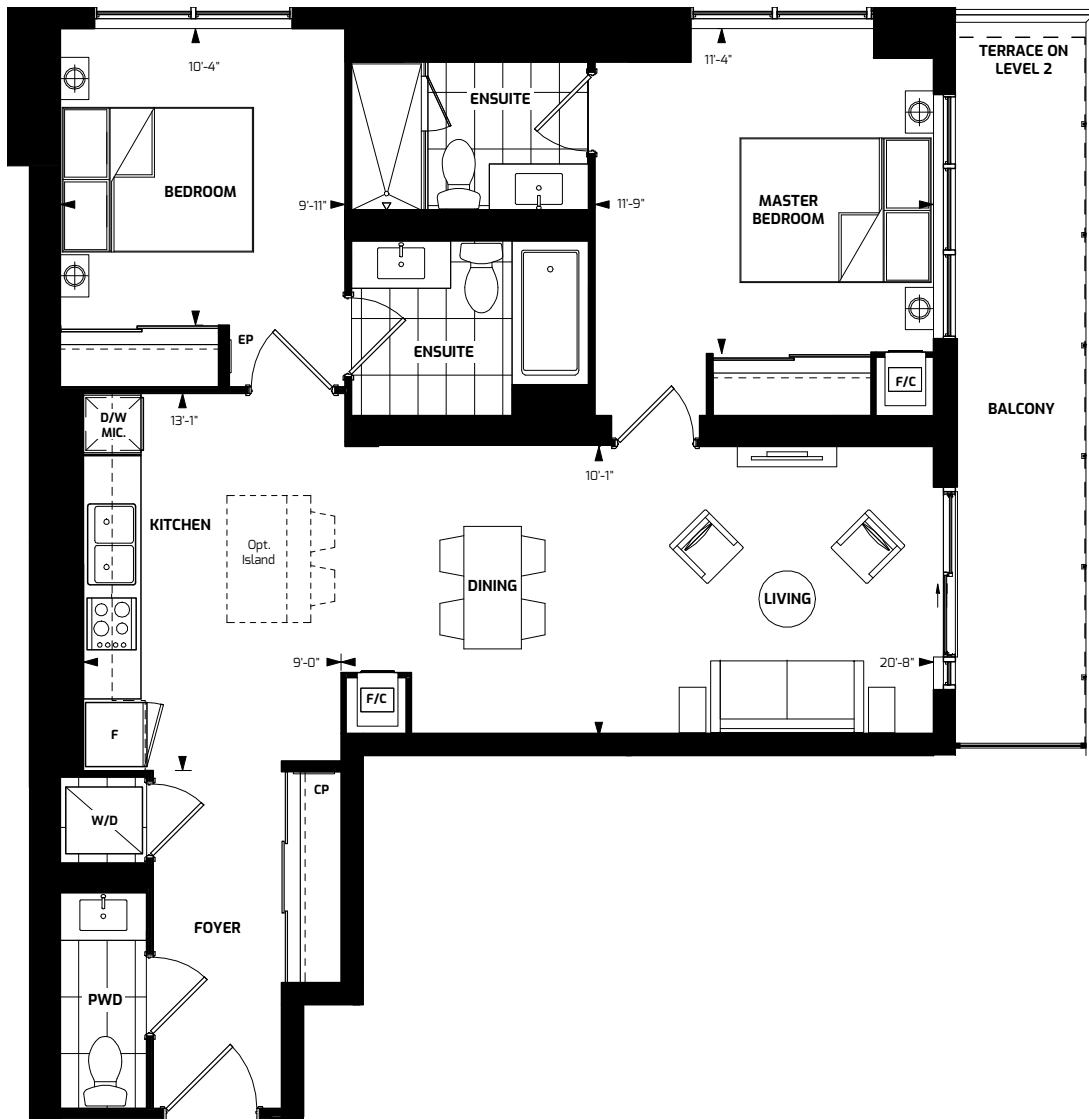 TERRACE ON
LEVEL 2
10'-4"
11'-4"
ENSUITE
BEDROOM
9'-11"
11'-9"
MASTER
BEDROOM
EP
ENSUITE
F/C
D/W
MIC.
13'-1"
BALCONY
10'-1"
KITCHEN
Opt.
Island
DINING
LIVING
9'-0"
20'-8"
F/C
F
W/D
CP
FOYER
PWD